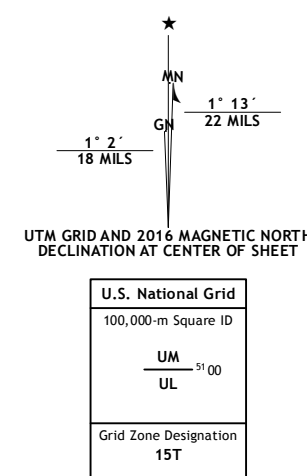 ★
MN
1° 13´
22 MILS
GN
1° 2´
18 MILS
UTM GRID AND 2016 MAGNETIC NORTH
DECLINATION AT CENTER OF SHEET
U.S. National Grid
100,000-m Square ID
UM
51 00
UL
Grid Zone Designation
15T